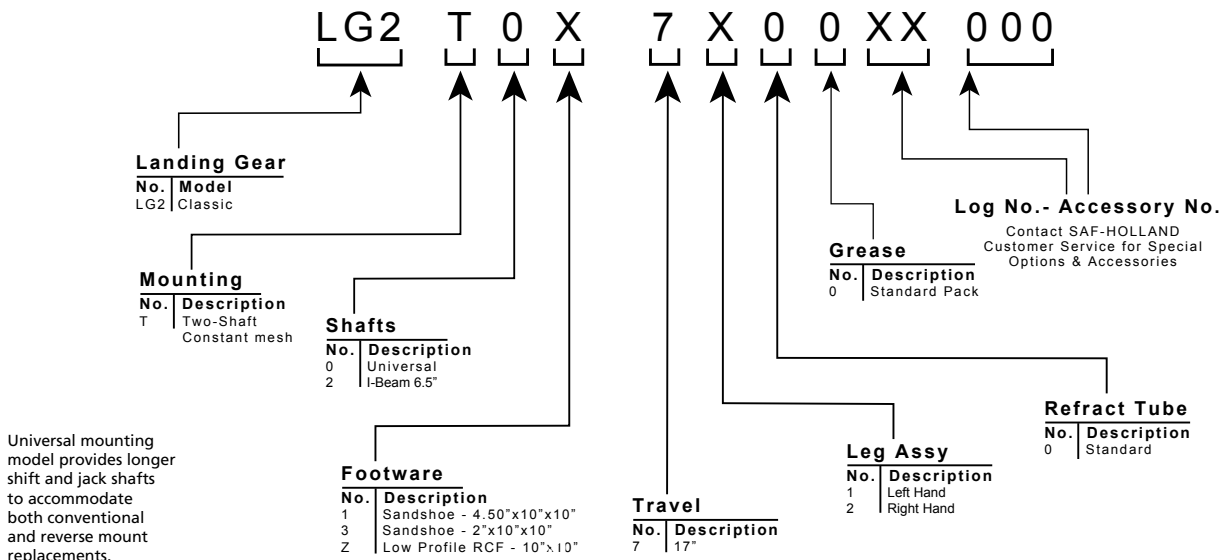 LG2 T 0 X 7 X 0 0 XX 000
Landing Gear
No. Model
LG2 Classic
Mounting
No. Description
T Two-Shaft
Constant mesh
Shafts
No. Description
0 Universal
2 I-Beam 6.5"
Footware
No. Description
1 Sandshoe - 4.50"x10"x10"
3 Sandshoe - 2"x10"x10"
Z Low Profile RCF - 10"x10"
Travel
No. Description
7 17"
Leg Assy
No. Description
1 Left Hand
2 Right Hand
Refract Tube
No. Description
0 Standard
Grease
No. Description
0 Standard Pack
Log No.- Accessory No.
Contact SAF-HOLLAND
Customer Service for Special
Options & Accessories
Universal mounting
model provides longer
shift and jack shafts
to accommodate
both conventional
and reverse mount
replacements.